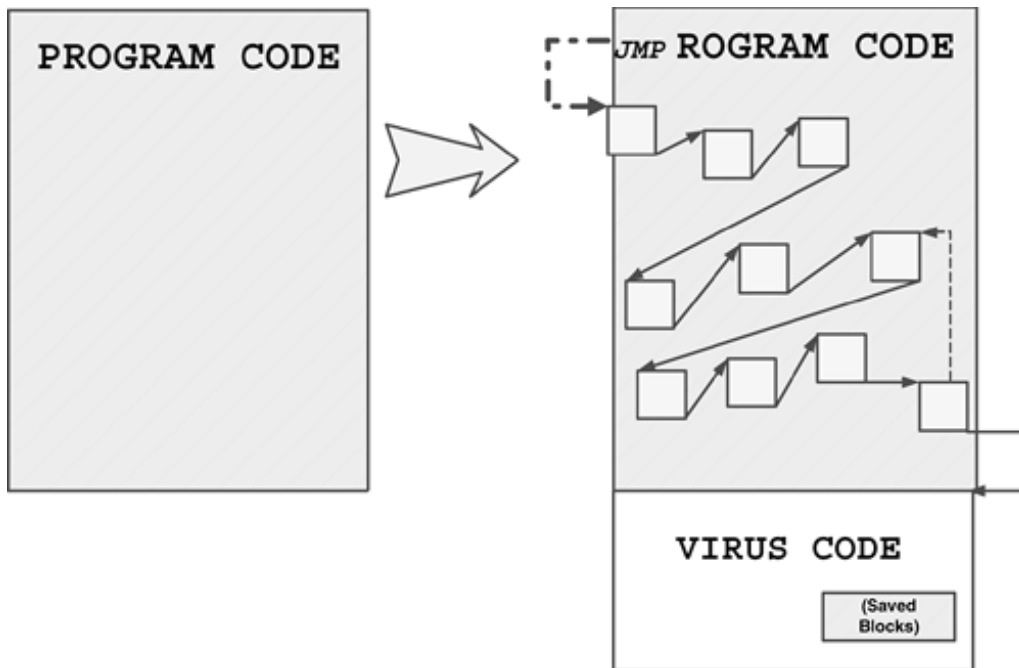 PROGRAM CODE
JMP ROGRAM CODE
VIRUS CODE
(Saved
Blocks)